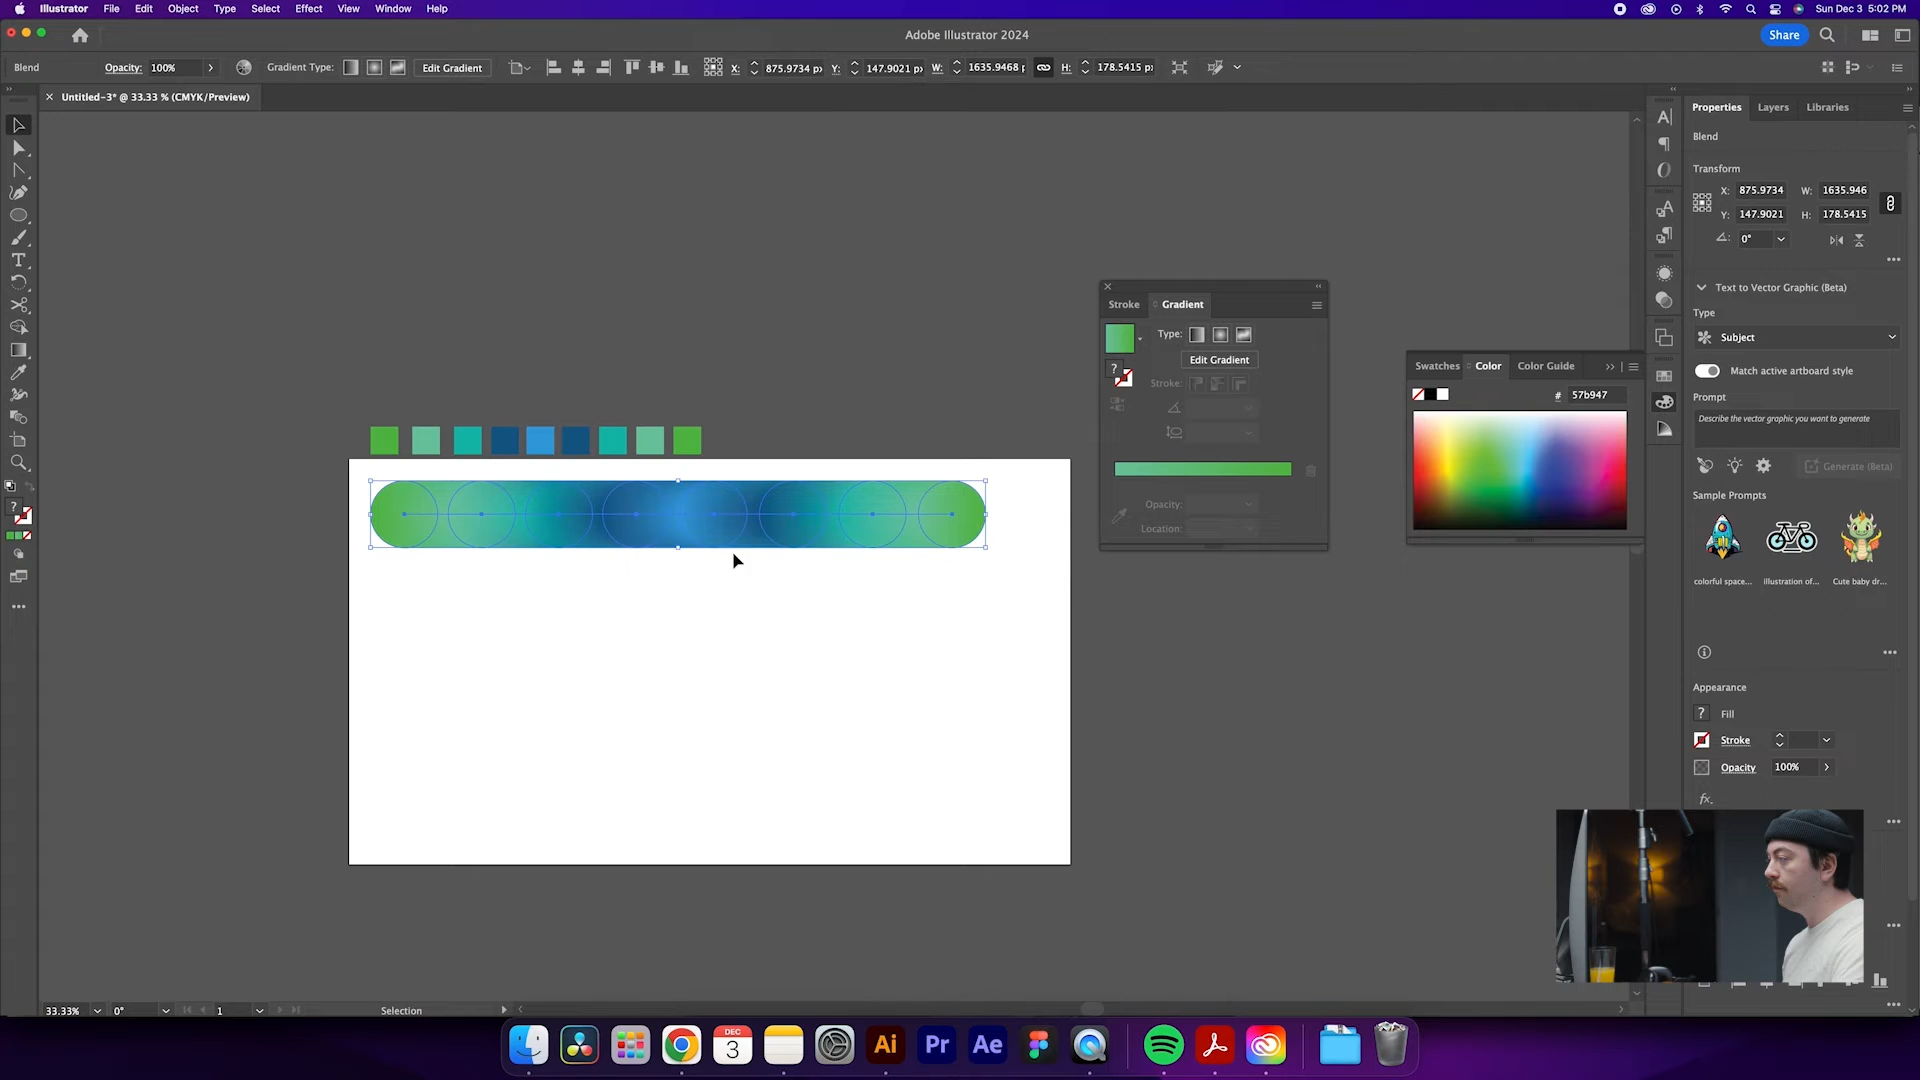 Illustrator File Edit Object Type Select Effect View Window Help
Sun Dec 3 5:02 PM
Adobe Illustrator 2024
Share
Blend Opacity: 100% Gradient Type: Edit Gradient X: 875.9734 px Y: 147.9021 px W: 1635.9468 H: 178.5415 px
Untitled-3* @ 33.33 % (CMYK/Preview)
Stroke Gradient
Type:
Edit Gradient
?
Stroke:
Opacity:
Location:
Swatches Color Color Guide
# 57b947
Properties Layers Libraries
Blend
Transform
X: 875.9734 W: 1635.946
Y: 147.9021 H: 178.5415
0°
Text to Vector Graphic (Beta)
Type
Subject
Match active artboard style
Prompt
Describe the vector graphic you want to generate
Generate (Beta)
Sample Prompts
colorful space... Illustration of... Cute baby dr...
Appearance
? Fill
Stroke
Opacity 100%
fx.
33.33% 0° 1 Selection
DEC
3
Ai Pr Ae